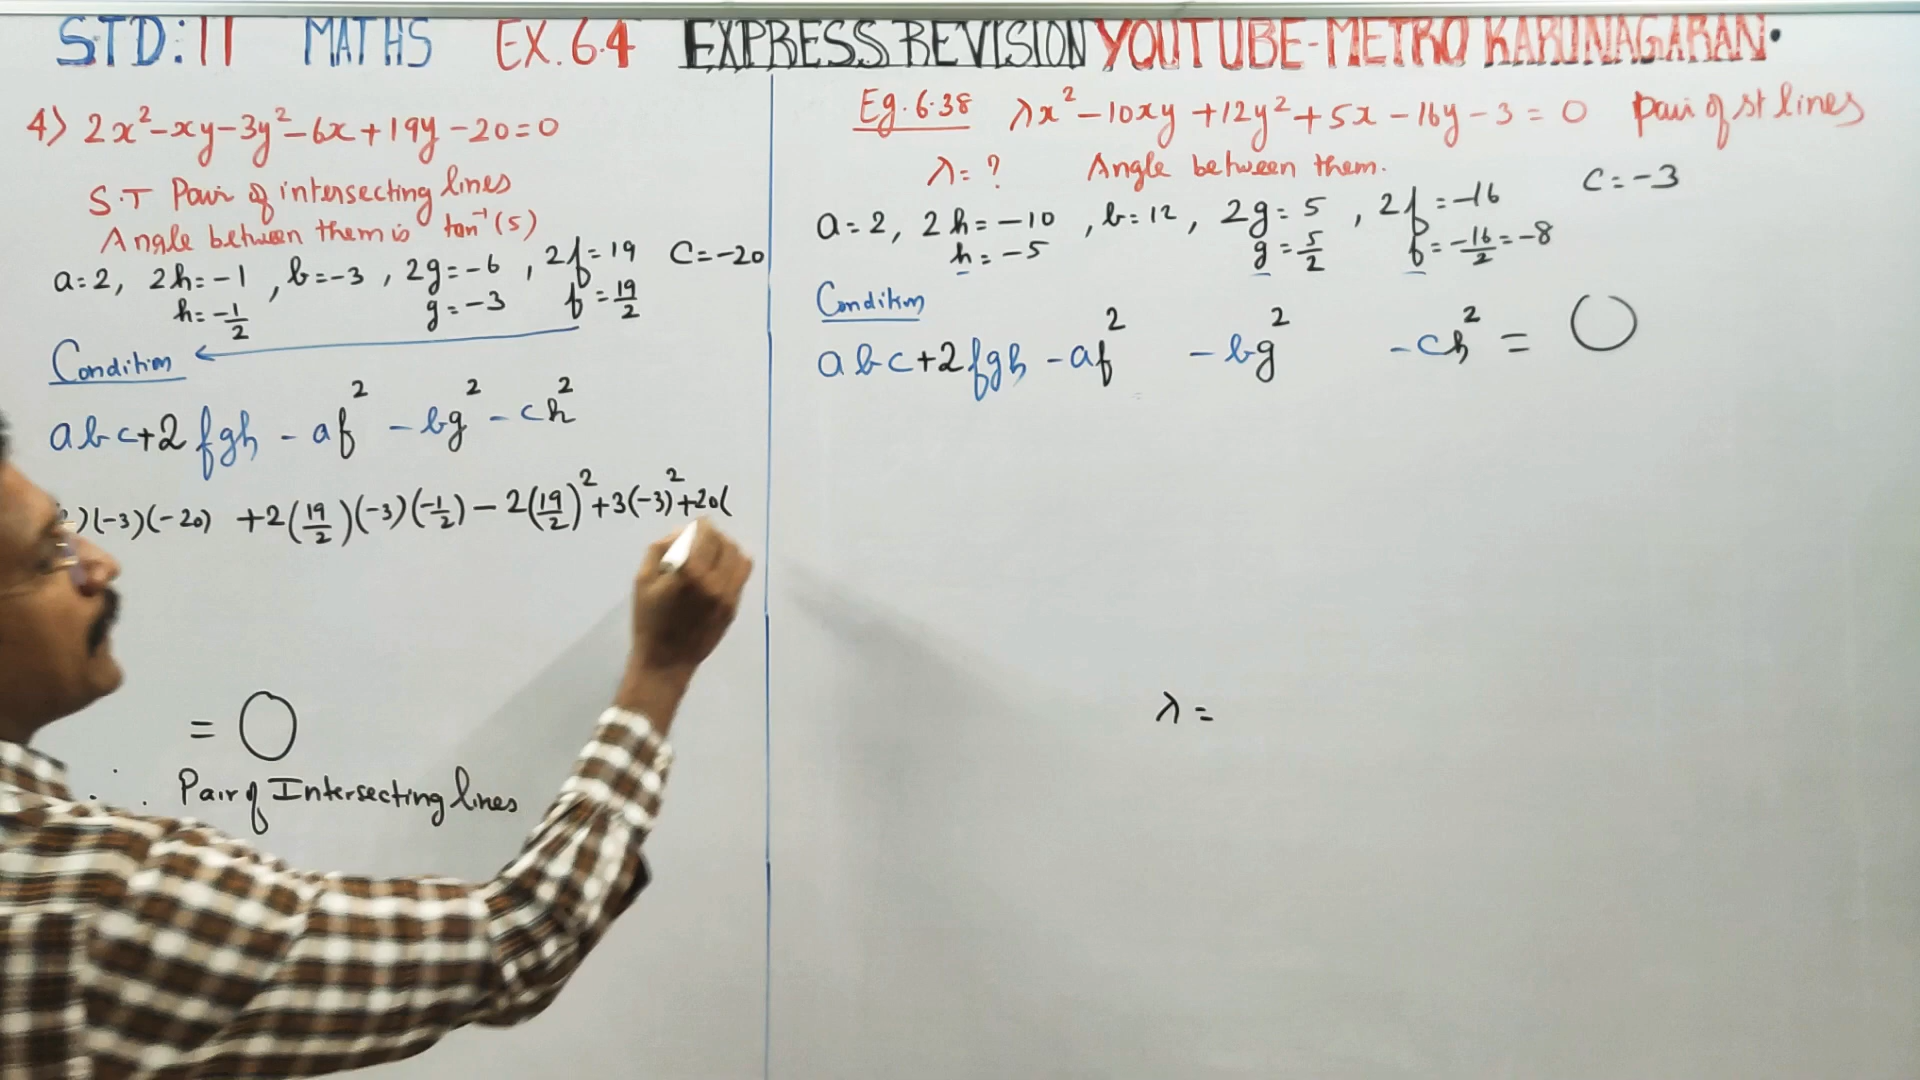 STD:11 MATHS EX.6.4 EXPRESS REVISION YOUTUBE-METRO KARUNAGARAN.
4) 2x²-xy-3y²-6x+19y-20=0
S.T Pair of intersecting lines
Angle between them is tan⁻¹(5)
a=2, 2h=-1, b=-3, 2g=-6, 2f=19 C=-20
h=-1/2 g=-3 f=19/2
Condition
abc+2fgh-af²-bg²-ch²
)(-3)(-20) +2(19/2)(-3)(-1/2)-2(19/2)²+3(-3)²+20(
= 0
∴ Pair of Intersecting lines
Eg.6.38 λx²-10xy+12y²+5x-16y-3=0 Pair of st lines
λ=? Angle between them.
a=2, 2h=-10, b=12, 2g=5, 2f=-16 C=-3
h=-5 g=5/2 f=-16/2=-8
Condition
abc+2fgh-af² -bg² -ch²=0
λ=